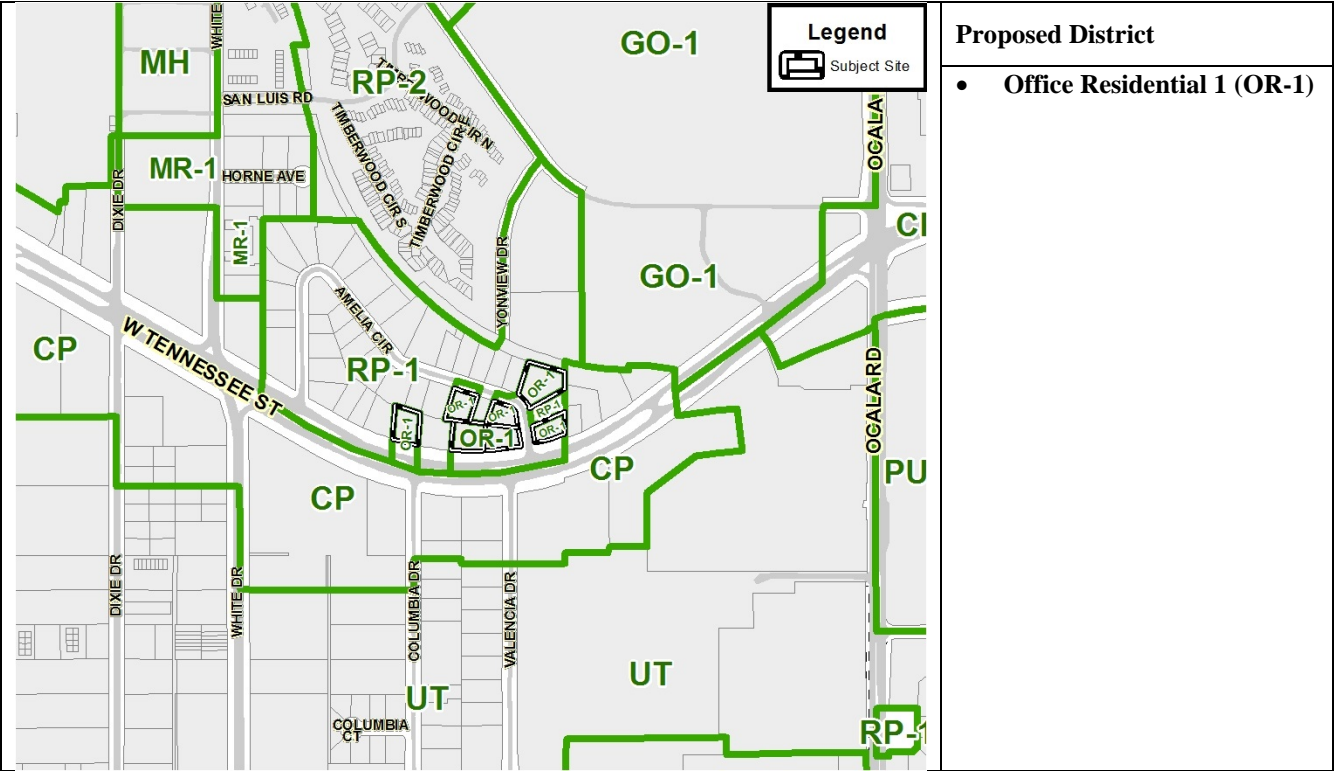 Legend
Subject Site
Proposed District
• Office Residential 1 (OR-1)
WHITE
MH
RP-2
GO-1
OCALA
SAN LUIS RD
TIMBERWOOD CIR N
TIMBERWOOD CIR E
TIMBERWOOD CIR S
MR-1
HORNE AVE
DIXIE DR
MR-1
YONVIEW DR
GO-1
AMELIA CIR
CP
W TENNESSEE ST
RP-1
OR-1
OR-1
OR-1
RP-1
OR-1
OR-1
OR-1
OCALA RD
CP
CP
PU
DIXIE DR
WHITE DR
COLUMBIA DR
VALENCIA DR
UT
UT
COLUMBIA
CT
RP-1